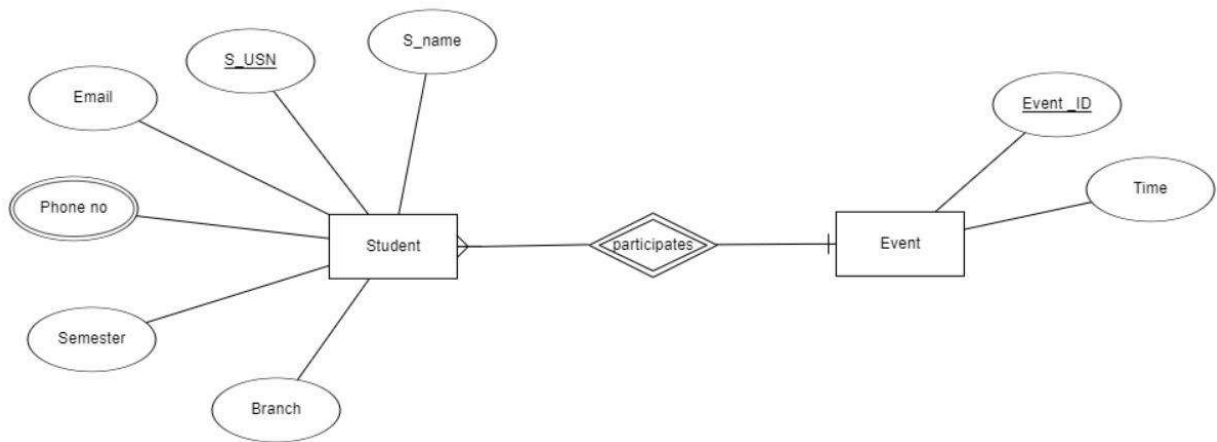 S_name
S_USN
Email
Event _ID
Phone no
Time
Student
participates
Event
Semester
Branch